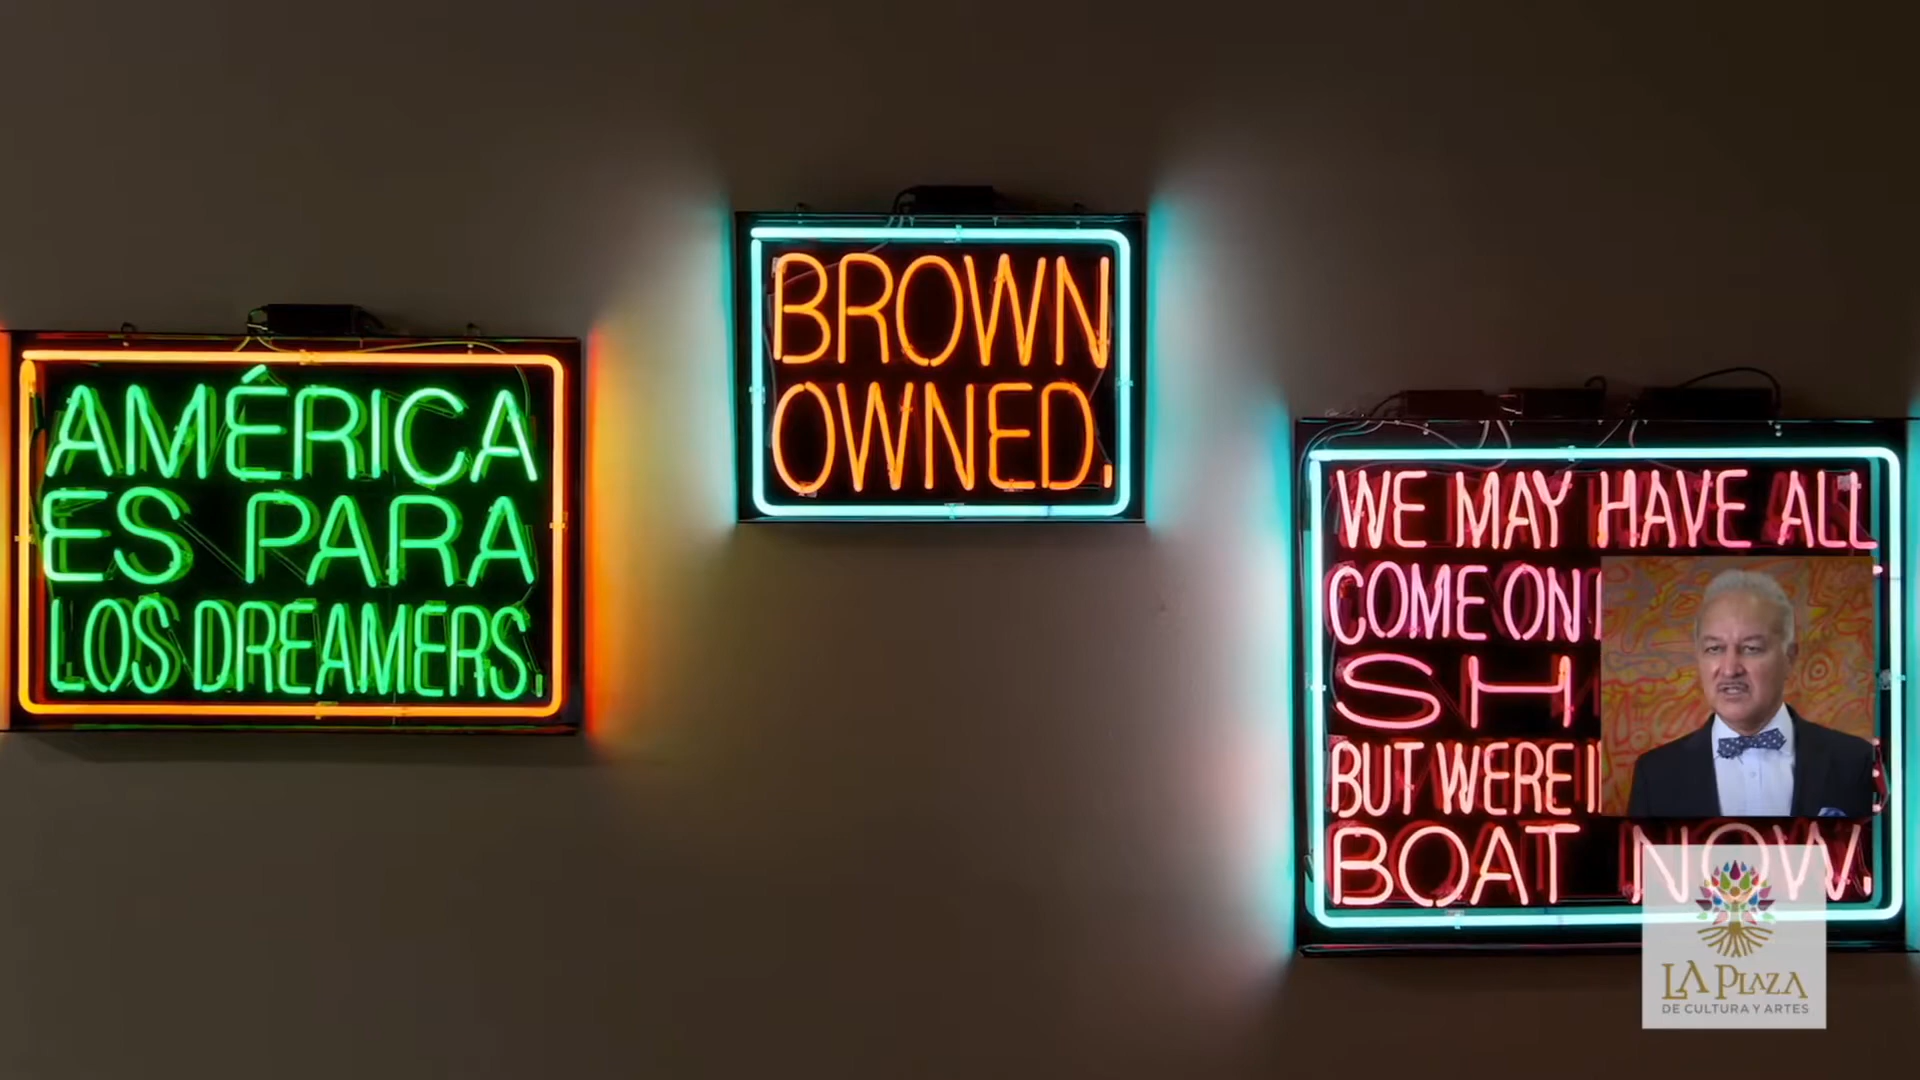 AMÉRICA
ES PARA
LOS DREAMERS.
BROWN
OWNED.
WE MAY HAVE ALL
COME ON
SH
BUT WERE
BOAT NOW.
LA PLAZA
DE CULTURA Y ARTES